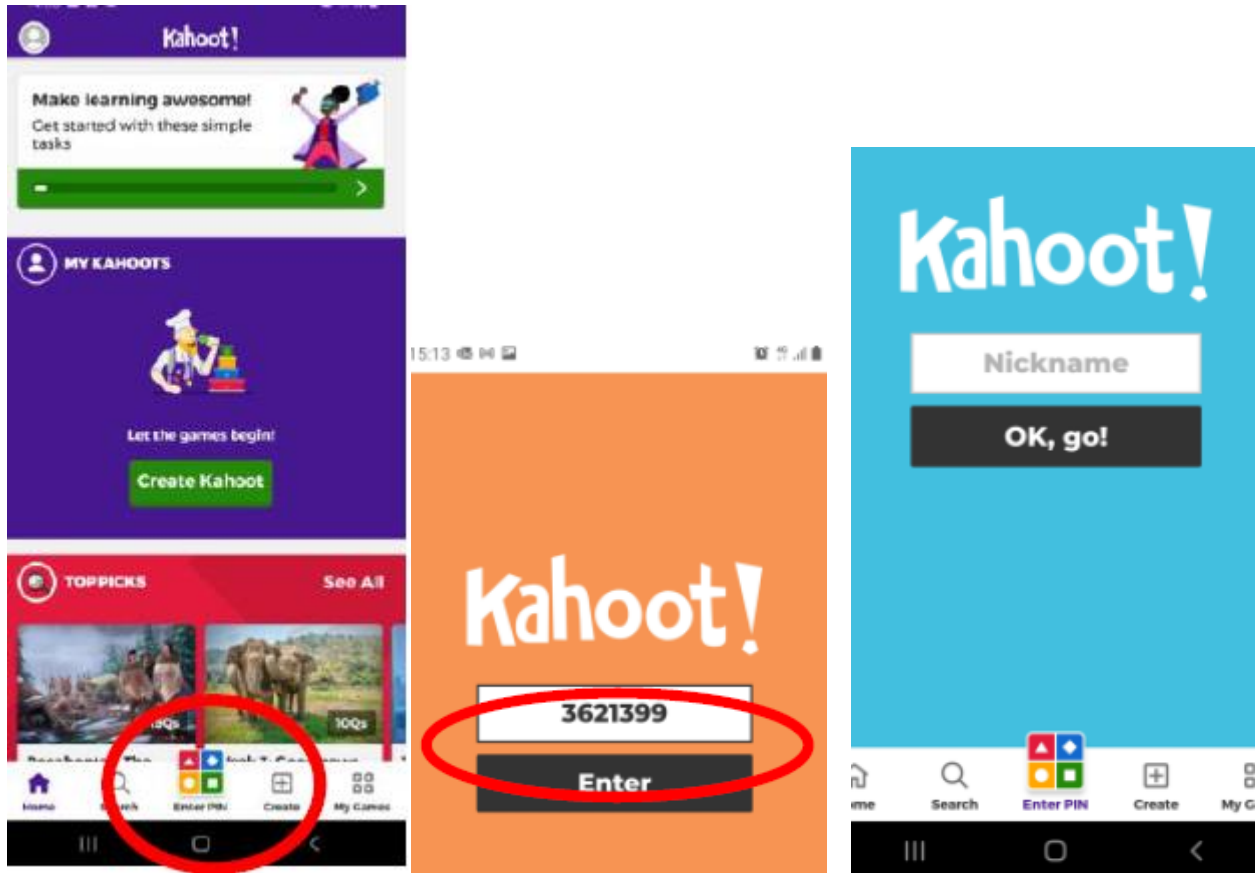 Kahoot!
Make learning awesome!
Get started with these simple
tasks
MY KAHOOTS
Let the games begin!
Create Kahoot
TOP PICKS
See All
10Qs
Home
Search
Enter PIN
Create
My Games
15:13
Kahoot!
3621399
Enter
Kahoot!
Nickname
OK, go!
Search
Enter PIN
Create
My G